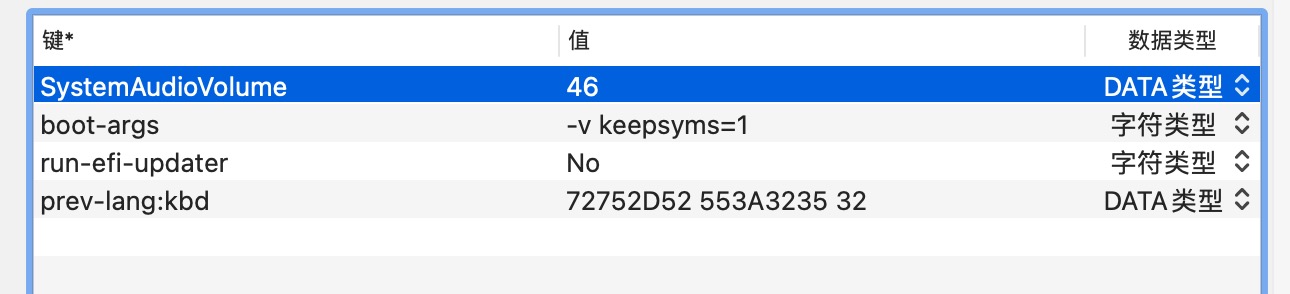 键* 值 数据类型
SystemAudioVolume 46 DATA类型
boot-args -v keepsyms=1 字符类型
run-efi-updater No 字符类型
prev-lang:kbd 72752D52 553A3235 32 DATA类型